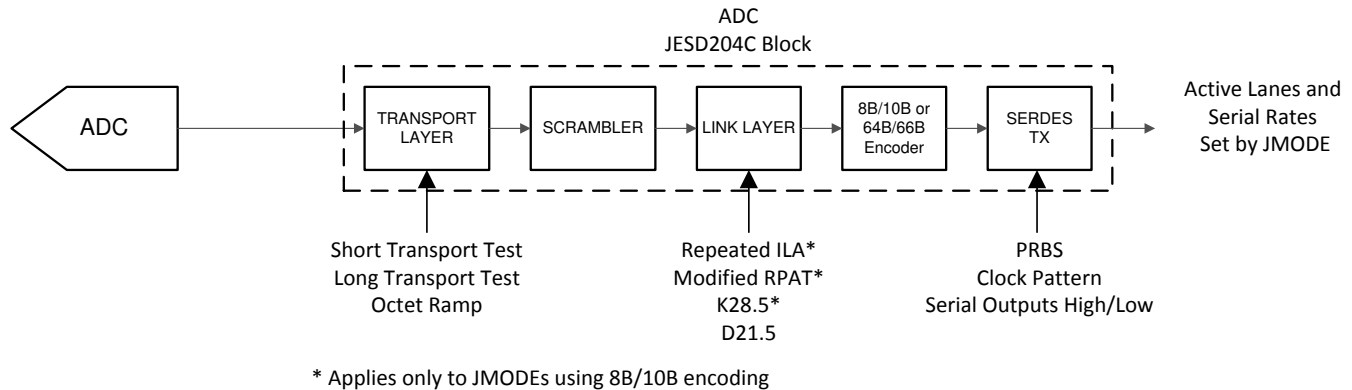 ADC
JESD204C Block
ADC
TRANSPORT
LAYER
SCRAMBLER
LINK LAYER
8B/10B or
64B/66B
Encoder
SERDES
TX
Active Lanes and
Serial Rates
Set by JMODE
Short Transport Test
Long Transport Test
Octet Ramp
Repeated ILA*
Modified RPAT*
K28.5*
D21.5
PRBS
Clock Pattern
Serial Outputs High/Low
* Applies only to JMODEs using 8B/10B encoding